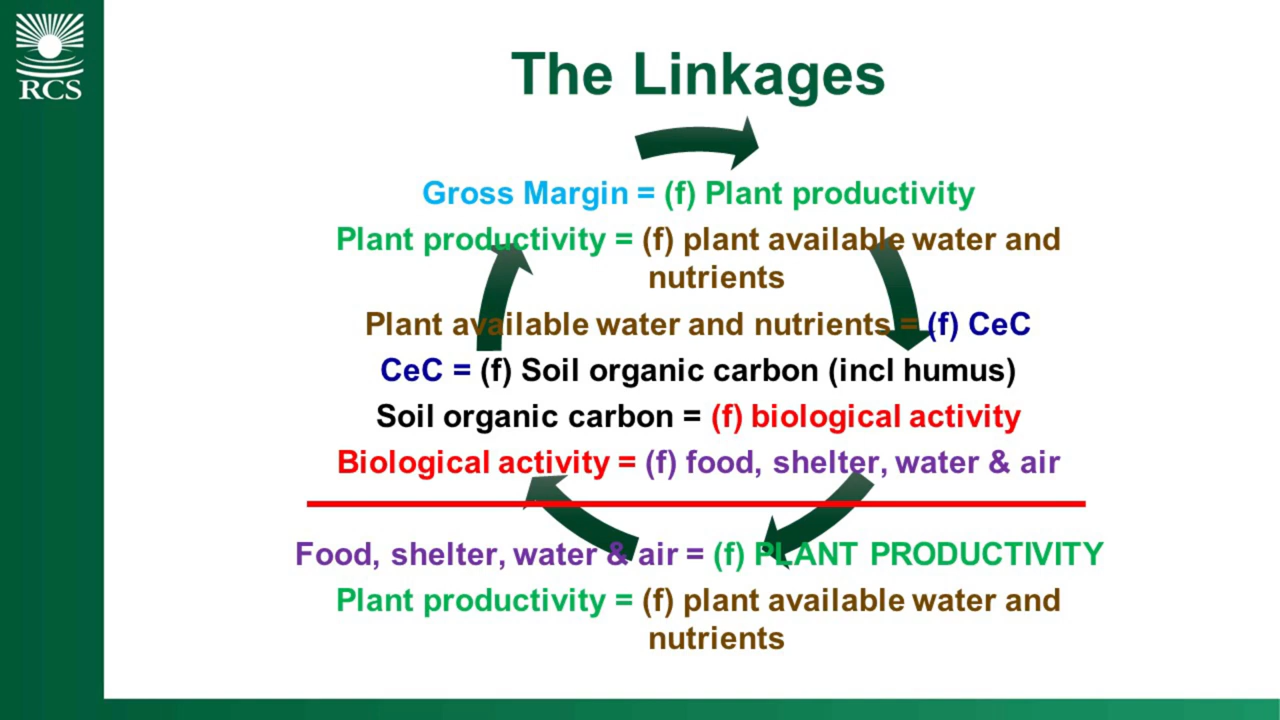 RCS
The Linkages
Gross Margin = (f) Plant productivity
Plant productivity = (f) plant available water and
nutrients
Plant available water and nutrients = (f) CeC
CeC = (f) Soil organic carbon (incl humus)
Soil organic carbon = (f) biological activity
Biological activity = (f) food, shelter, water & air
Food, shelter, water & air = (f) PLANT PRODUCTIVITY
Plant productivity = (f) plant available water and
nutrients